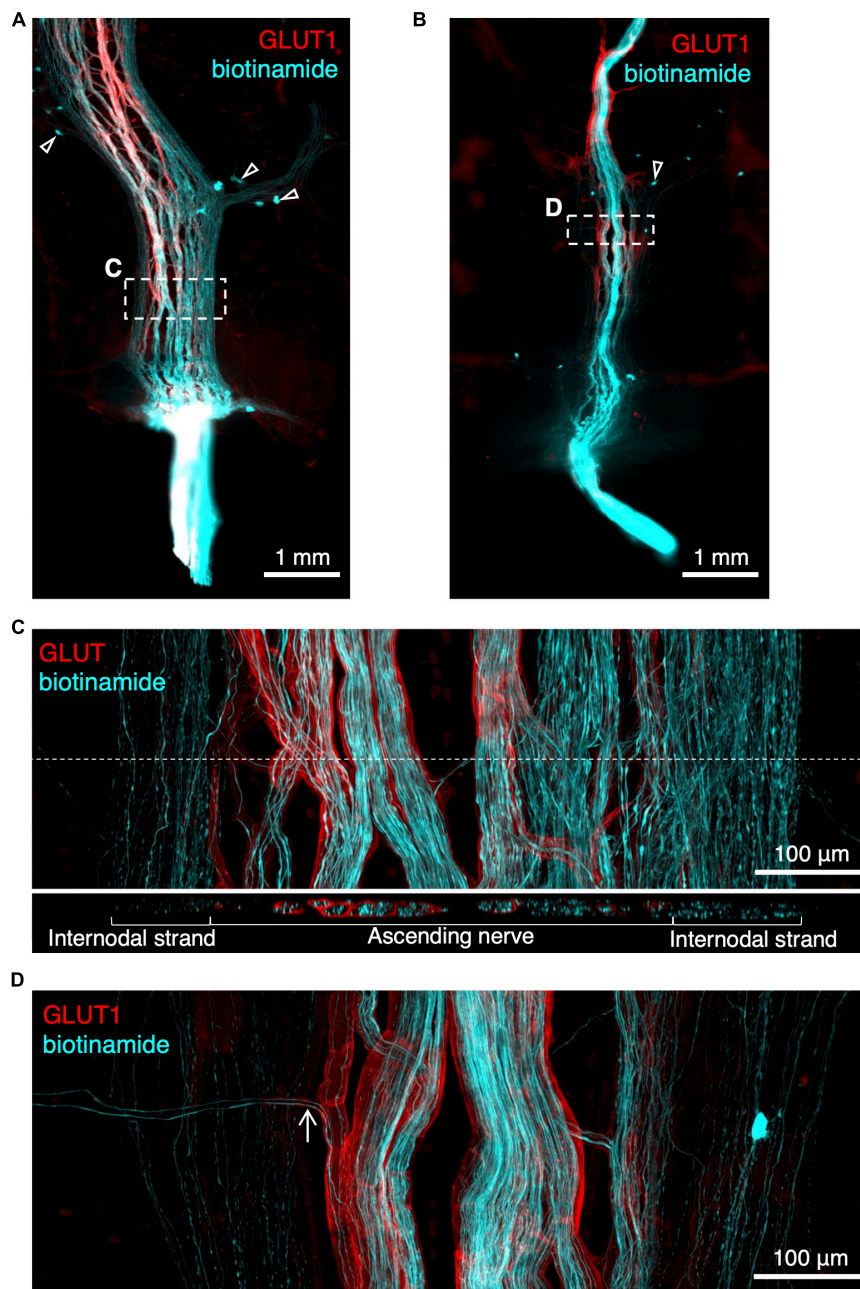 A
GLUT1
biotinamide
C
1 mm
B
GLUT1
biotinamide
D
1 mm
C
GLUT
biotinamide
100 µm
Internodal strand
Ascending nerve
Internodal strand
D
GLUT1
biotinamide
100 µm